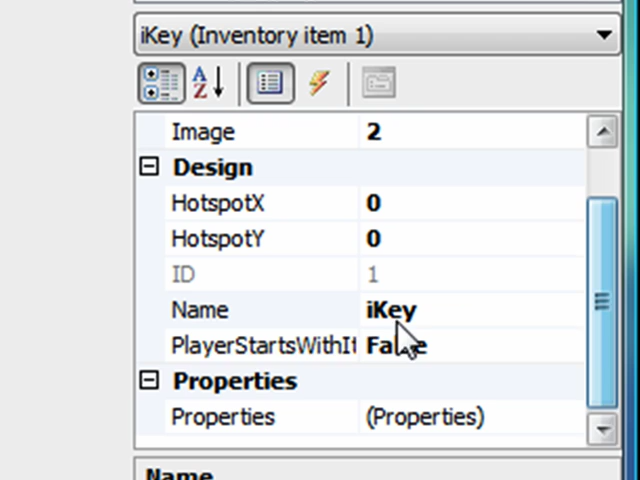 iKey (Inventory item 1)
A Z
Image 2
Design
HotspotX 0
HotspotY 0
ID 1
Name iKey
PlayerStartsWithIt
Properties
Properties (Properties)
Name